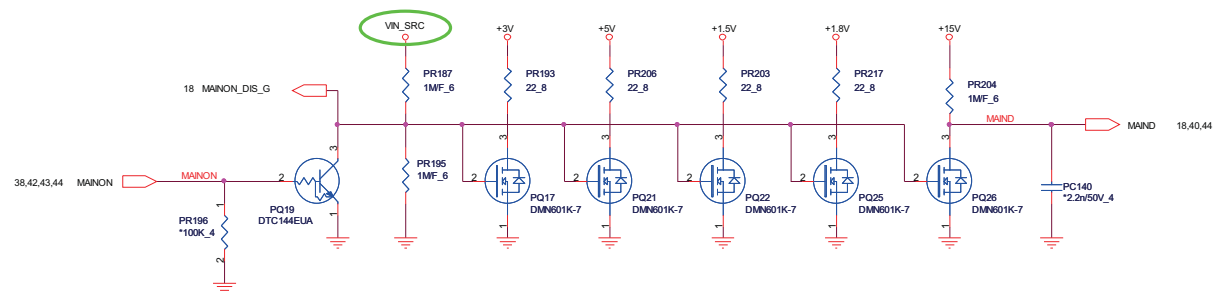 VIN_SRC
+3V
+5V
+1.5V
+1.8V
+15V
PR187
1M/F_6
PR193
22_8
PR206
22_8
PR203
22_8
PR217
22_8
PR204
1M/F_6
18 MAINON_DIS_G
MAIND
MAIND 18,40,44
3
3
3
3
3
3
38,42,43,44 MAINON
MAINON
2
PR195
1M/F_6
2
2
2
2
2
PQ19
DTC144EUA
PQ17
DMN601K-7
PQ21
DMN601K-7
PQ22
DMN601K-7
PQ25
DMN601K-7
PQ26
DMN601K-7
PC140
*2.2n/50V_4
1
PR196
*100K_4
2
1
1
1
1
1
1